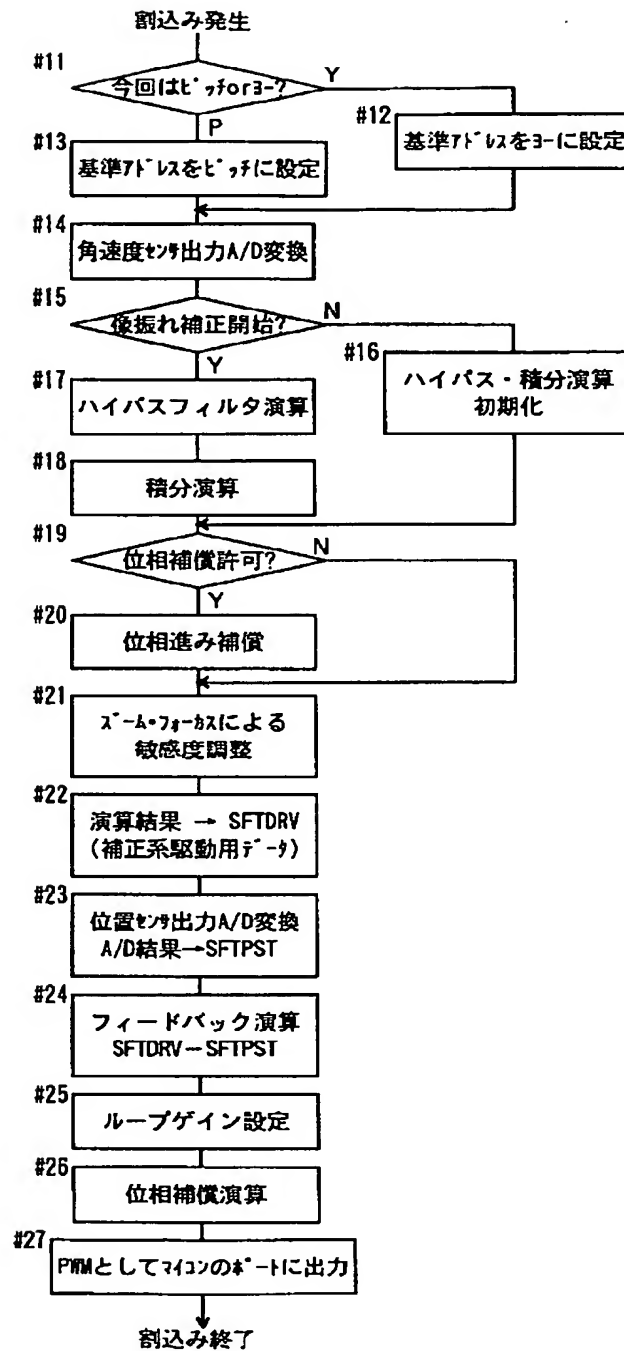 割込み発生
#11
今回はピッチorヨー?
Y
P
#12
基準アドレスをヨーに設定
#13
基準アドレスをピッチに設定
#14
角速度センサ出力A/D変換
#15
像振れ補正開始?
N
Y
#16
ハイパス・積分演算
初期化
#17
ハイパスフィルタ演算
#18
積分演算
#19
位相補償許可?
N
Y
#20
位相進み補償
#21
ズーム・フォーカスによる
敏感度調整
#22
演算結果 → SFTDRV
(補正系駆動用データ)
#23
位置センサ出力A/D変換
A/D結果→SFTPST
#24
フィードバック演算
SFTDRV−SFTPST
#25
ループゲイン設定
#26
位相補償演算
#27
PWMとしてマイコンのポートに出力
割込み終了